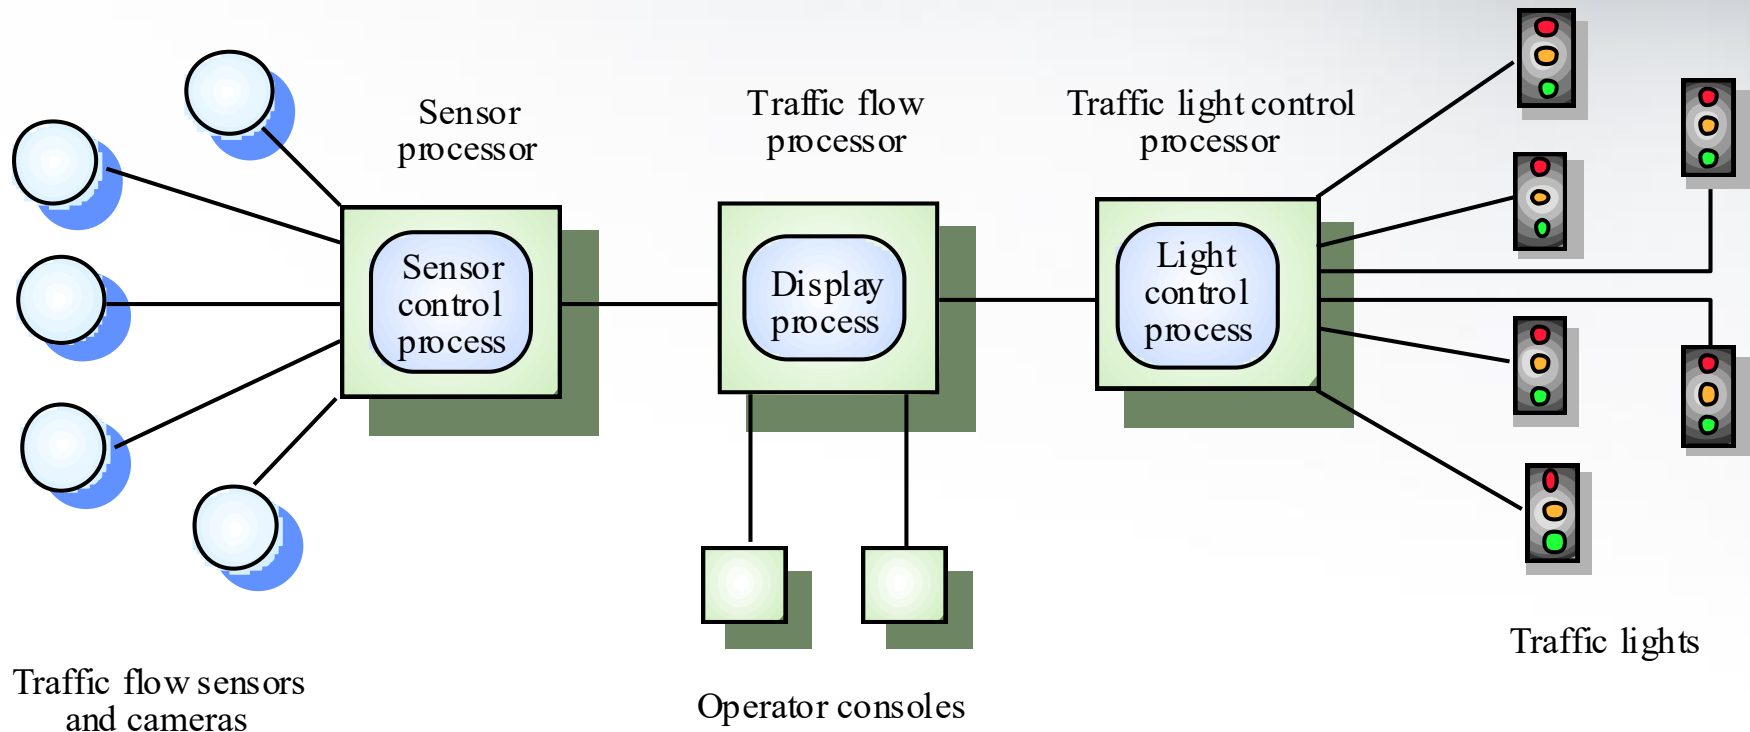 Sensor
processor
Traffic flow
processor
Traffic light control
processor
Sensor
control
process
Display
process
Light
control
process
Traffic flow sensors
and cameras
Operator consoles
Traffic lights